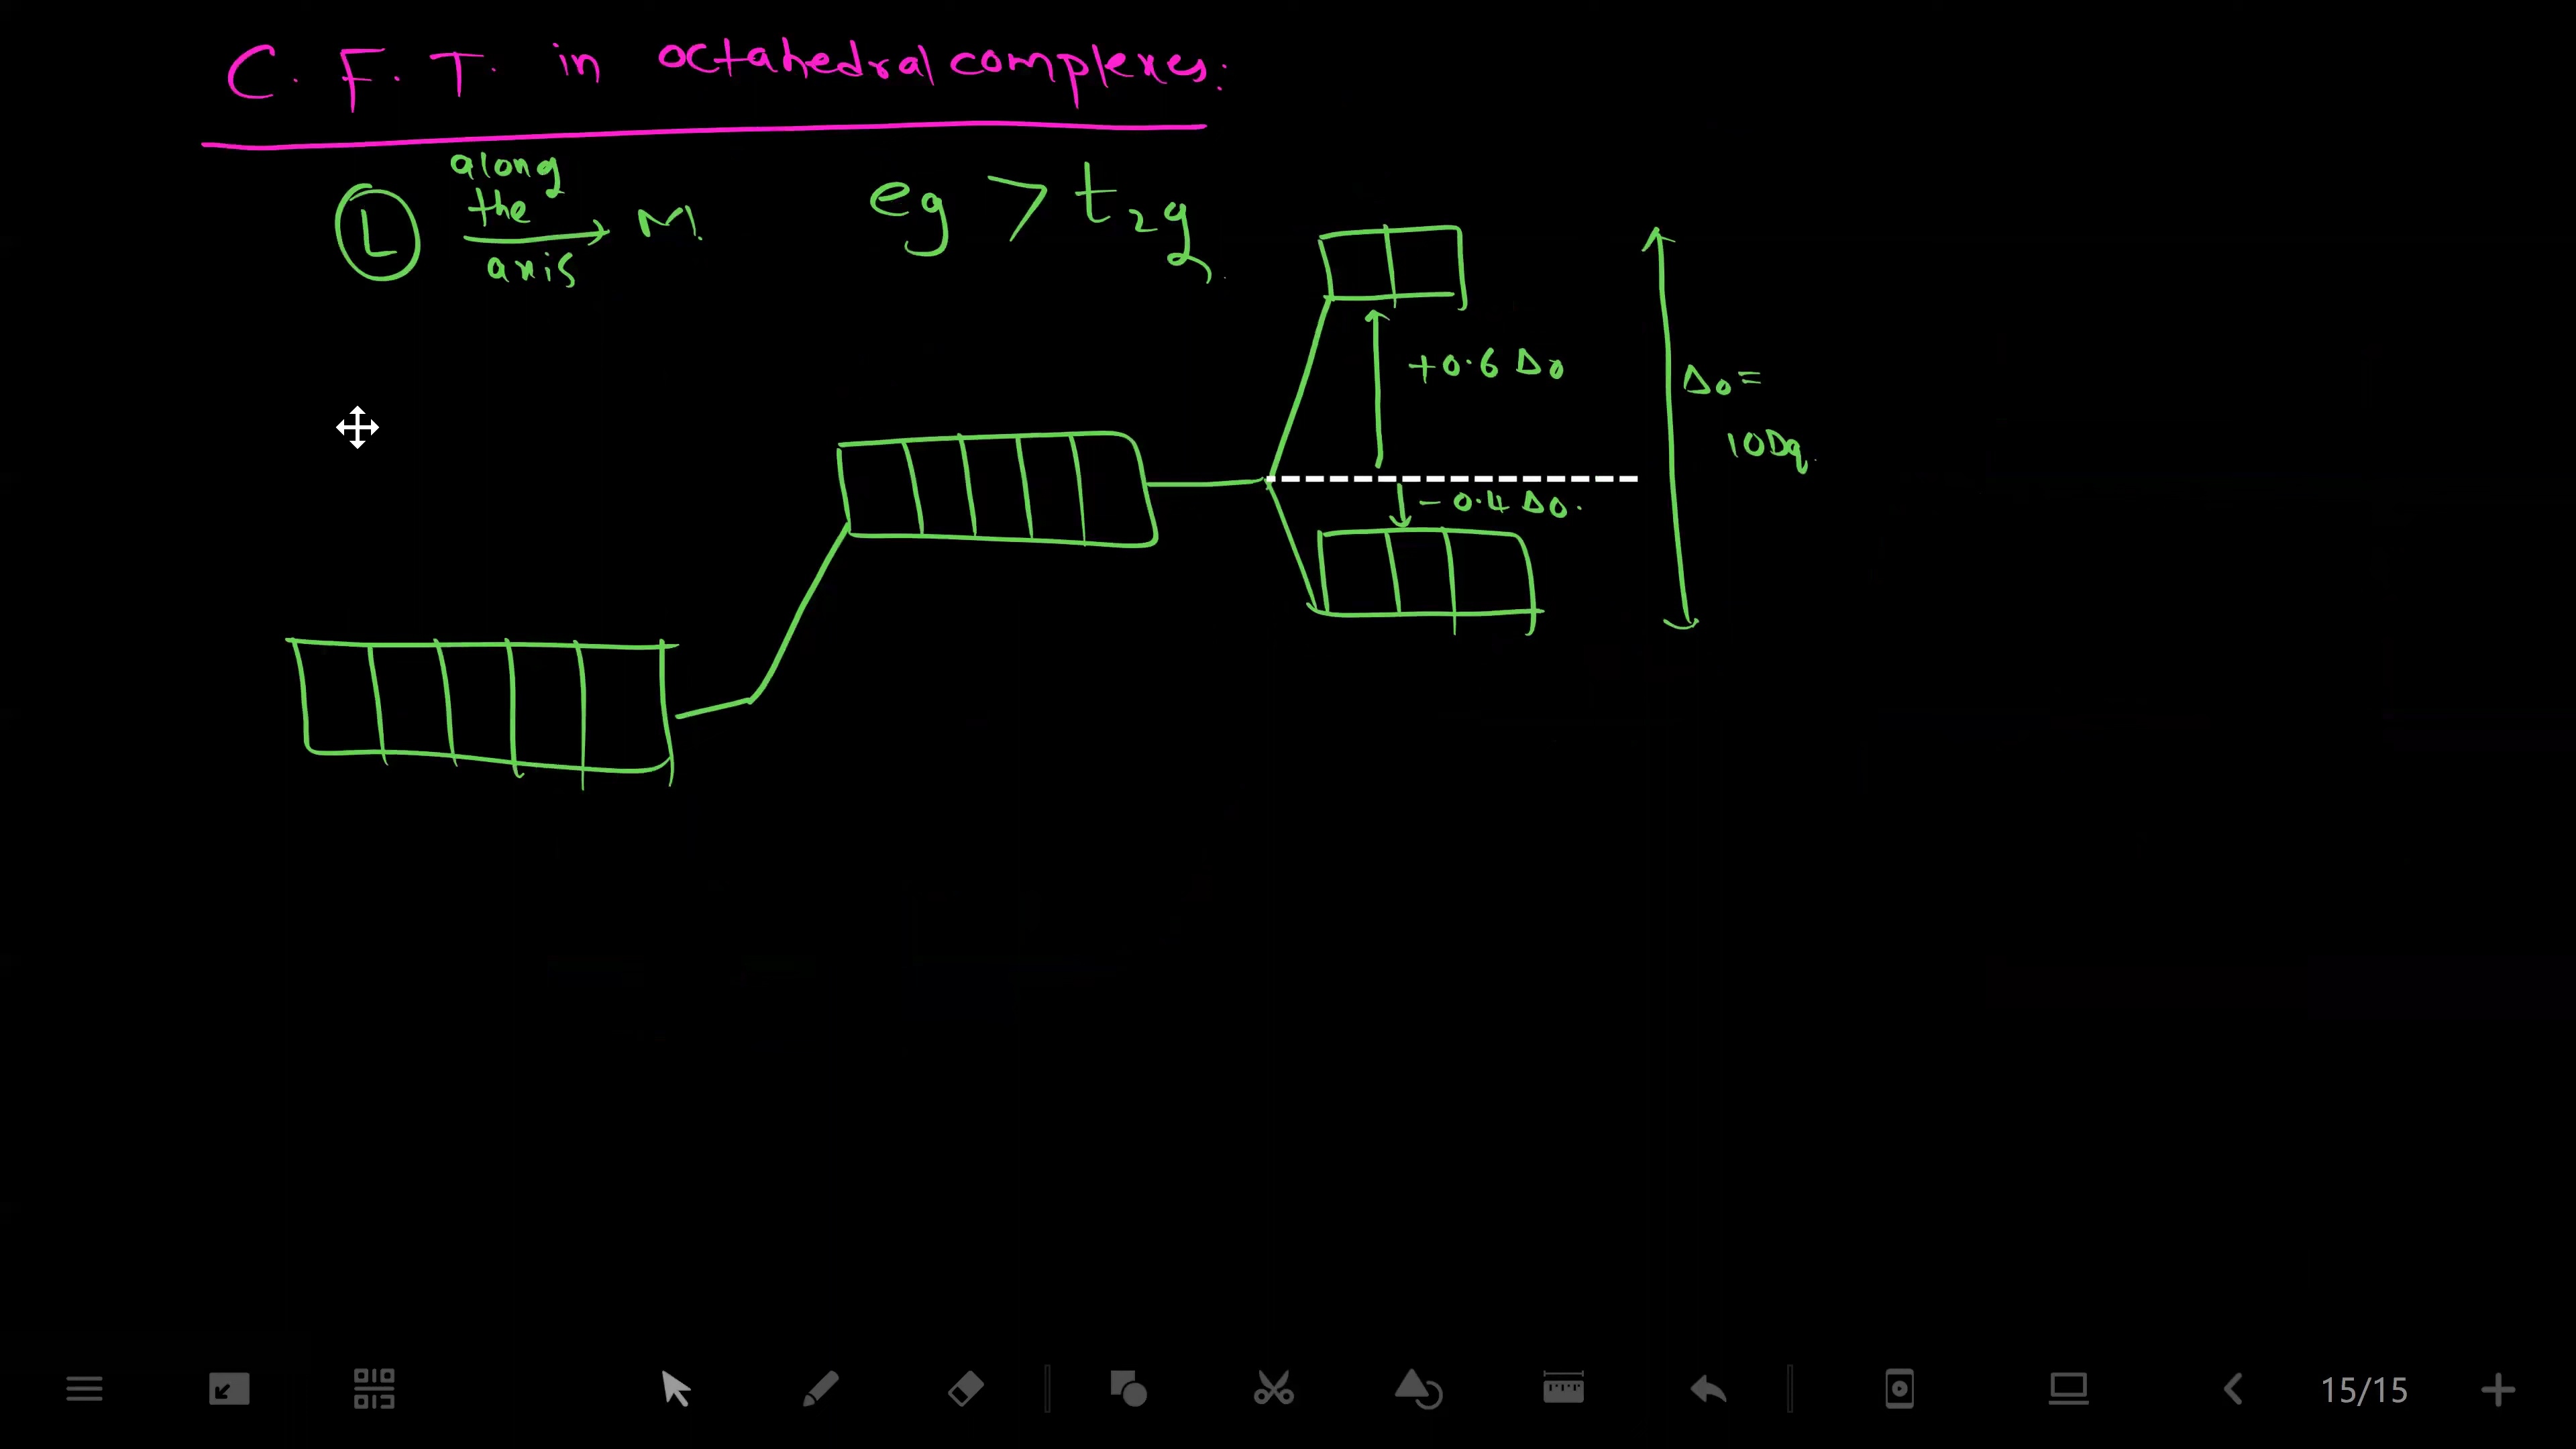 C. F. T. in octahedral complexes:
along
the
L → M.
axis
eg > t2g.
+0.6 Δo
Δo =
10Dq.
- 0.4 Δo.
15/15